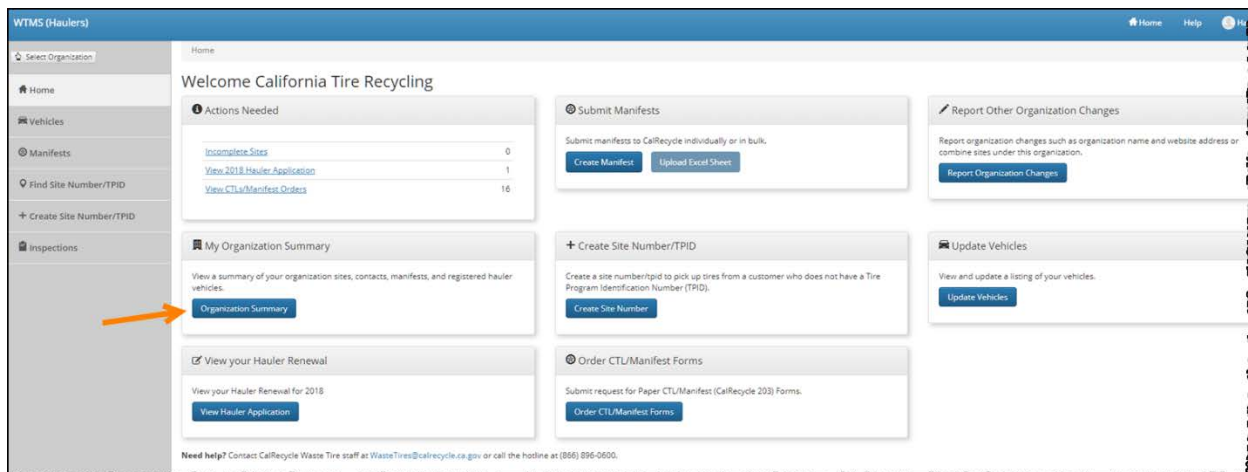 WTMS (Haulers)
Home
Help
Select Organization
Home
Vehicles
Manifests
Find Site Number/TPID
+ Create Site Number/TPID
Inspections
Home
Welcome California Tire Recycling
Actions Needed
Incomplete Sites 0
View 2018 Hauler Application 1
View CTLs/Manifest Orders 16
Submit Manifests
Submit manifests to CalRecycle individually or in bulk.
Create Manifest Upload Excel Sheet
Report Other Organization Changes
Report organization changes such as organization name and website address or
combine sites under this organization.
Report Organization Changes
My Organization Summary
View a summary of your organization sites, contacts, manifests, and registered hauler
vehicles.
Organization Summary
+ Create Site Number/TPID
Create a site number/tpid to pick up tires from a customer who does not have a Tire
Program Identification Number (TPID).
Create Site Number
Update Vehicles
View and update a listing of your vehicles.
Update Vehicles
View your Hauler Renewal
View your Hauler Renewal for 2018
View Hauler Application
Order CTL/Manifest Forms
Submit request for Paper CTL/Manifest (CalRecycle 203) Forms.
Order CTL/Manifest Forms
Need help? Contact CalRecycle Waste Tire staff at WasteTires@calrecycle.ca.gov or call the hotline at (866) 896-0600.